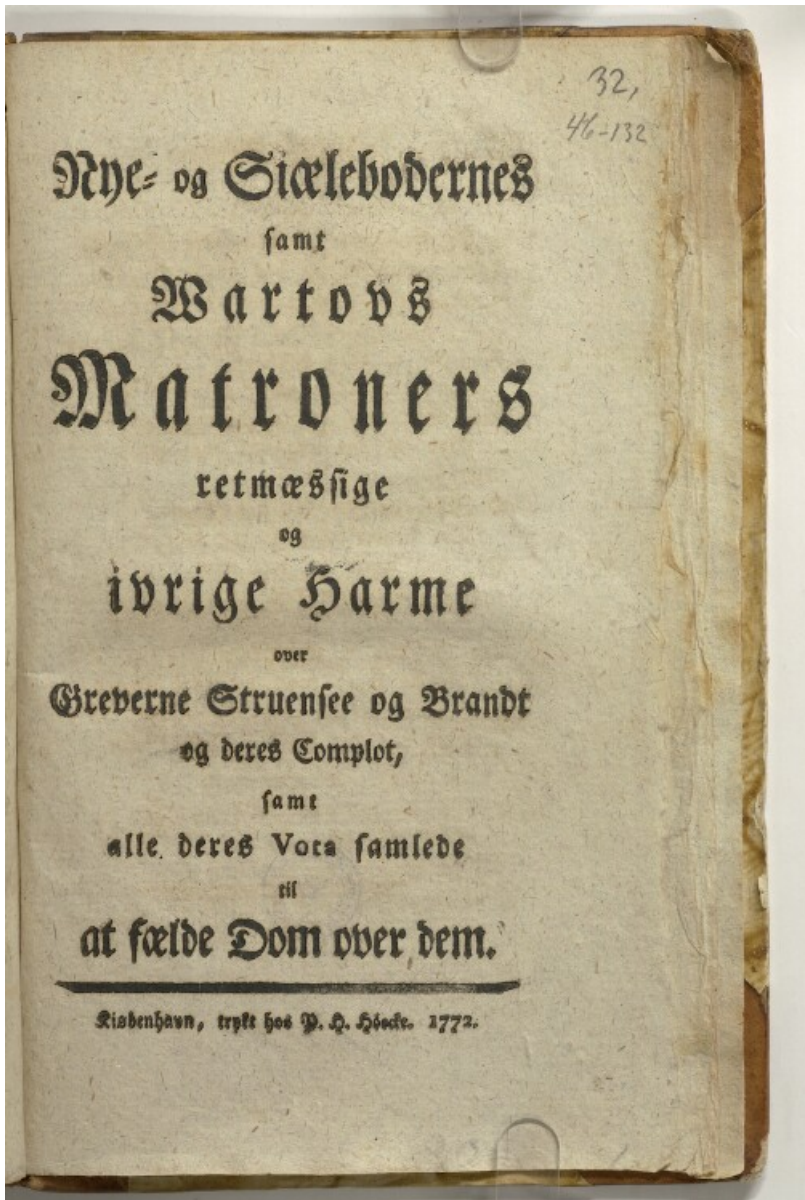 32,
46-132
Nye- og Siælebodernes
samt
Wartovs
Matroners
retmæssige
og
ivrige Harme
over
Greverne Struensee og Brandt
og deres Complot,
samt
alle deres Vota samlede
til
at fælde Dom over dem.
Kiøbenhavn, trykt hos P. H. Höecke. 1772.